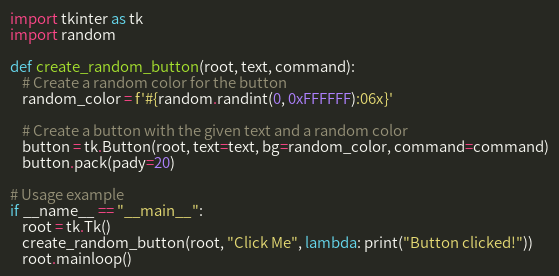 import tkinter as tk
import random

def create_random_button(root, text, command):
    # Create a random color for the button
    random_color = f'#{random.randint(0, 0xFFFFFF):06x}'

    # Create a button with the given text and a random color
    button = tk.Button(root, text=text, bg=random_color, command=command)
    button.pack(pady=20)

# Usage example
if __name__ == "__main__":
    root = tk.Tk()
    create_random_button(root, "Click Me", lambda: print("Button clicked!"))
    root.mainloop()